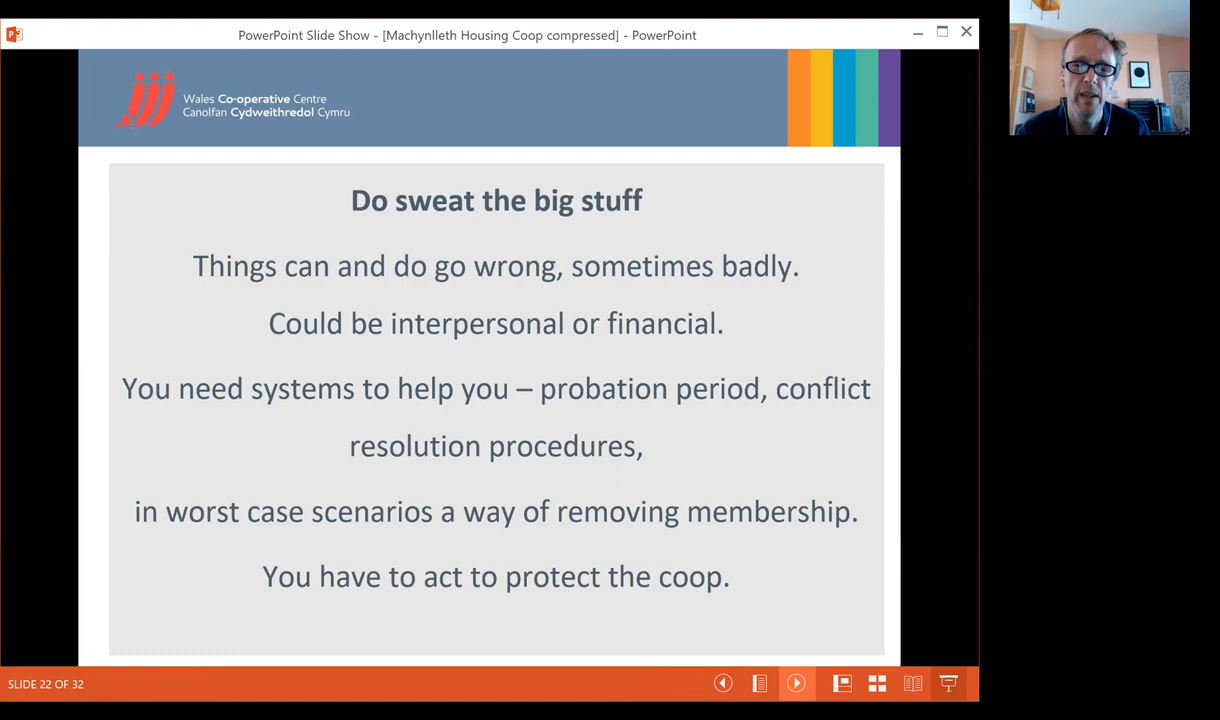 PowerPoint Slide Show - [Machynlleth Housing Coop compressed] - PowerPoint
Wales Co-operative Centre
Canolfan Cydweithredol Cymru
Do sweat the big stuff
Things can and do go wrong, sometimes badly.
Could be interpersonal or financial.
You need systems to help you – probation period, conflict
resolution procedures,
in worst case scenarios a way of removing membership.
You have to act to protect the coop.
SLIDE 22 OF 32